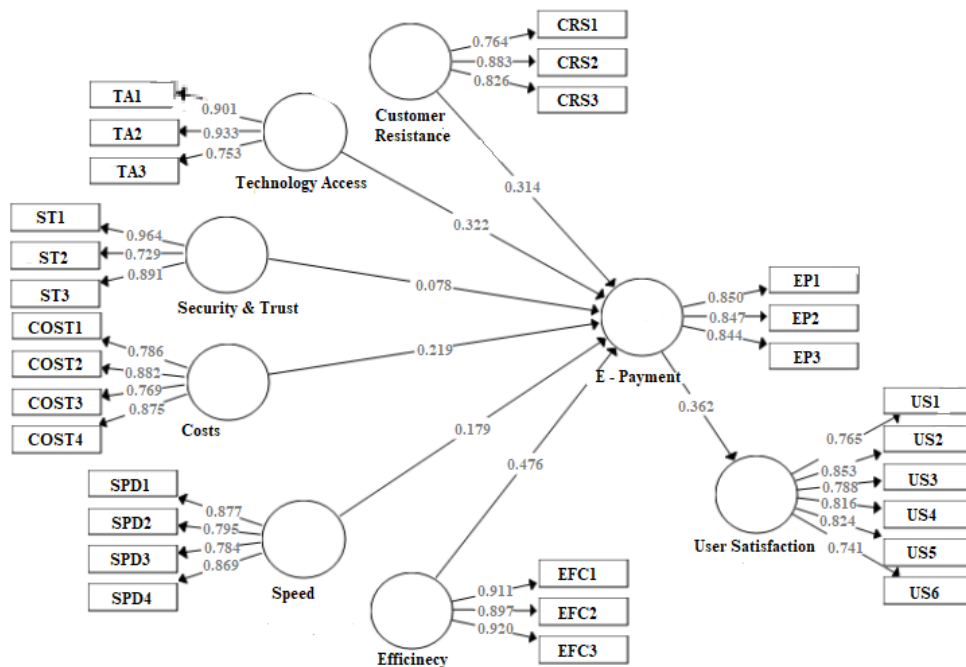 CRS1
0.764
CRS2
0.883
CRS3
0.826
Customer
Resistance
TA1
0.901
TA2
0.933
TA3
0.753
Technology Access
0.314
0.322
ST1
0.964
ST2
0.729
ST3
0.891
Security & Trust
0.078
COST1
0.786
COST2
0.882
COST3
0.769
COST4
0.875
Costs
0.219
EP1
0.850
EP2
0.847
EP3
0.844
E - Payment
0.362
US1
0.765
US2
0.853
US3
0.788
US4
0.816
US5
0.824
US6
0.741
User Satisfaction
0.179
0.476
SPD1
0.877
SPD2
0.795
SPD3
0.784
SPD4
0.869
Speed
EFC1
0.911
EFC2
0.897
EFC3
0.920
Efficinecy